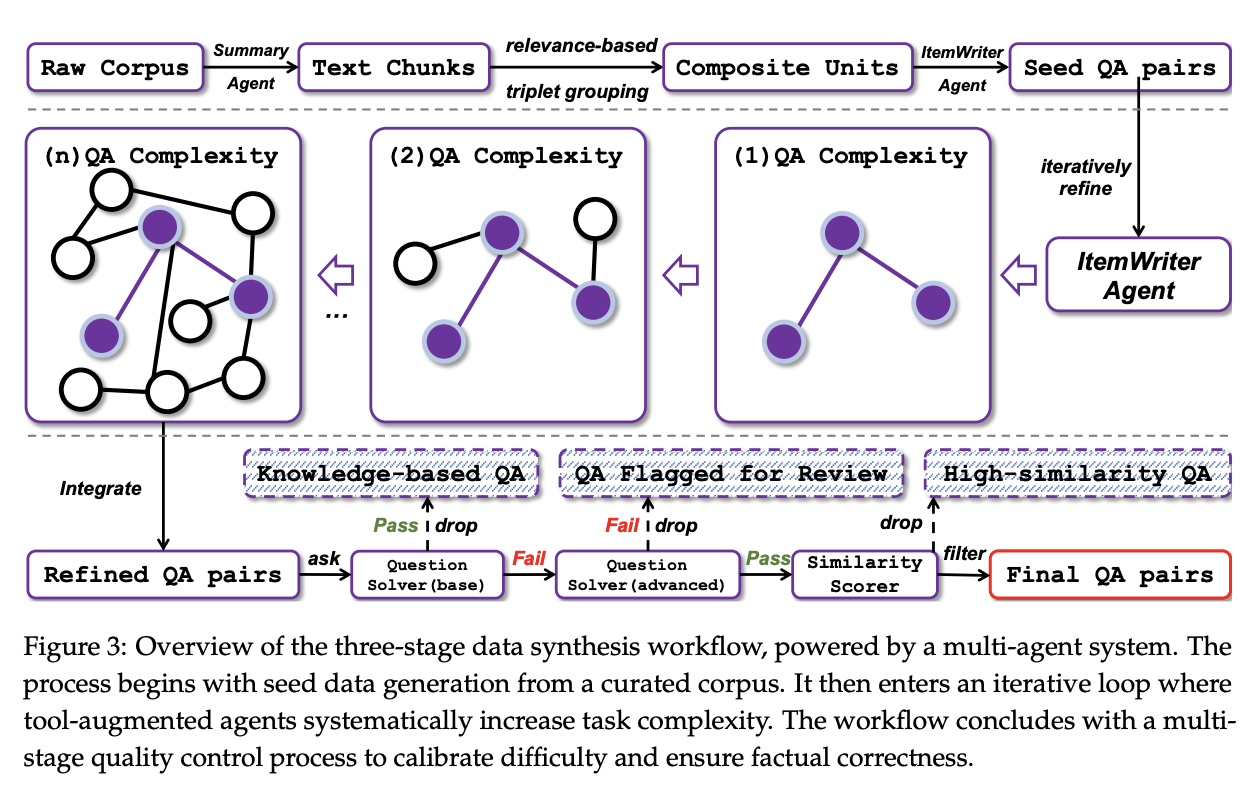 Raw Corpus
Summary
Agent
Text Chunks
relevance-based
triplet grouping
Composite Units
ItemWriter
Agent
Seed QA pairs
iteratively
refine
ItemWriter
Agent
(1)QA Complexity
(2)QA Complexity
...
(n)QA Complexity
Integrate
Refined QA pairs
ask
Question
Solver(base)
Pass
drop
Knowledge-based QA
Fail
Question
Solver(advanced)
Fail
drop
QA Flagged for Review
Pass
Similarity
Scorer
drop
High-similarity QA
filter
Final QA pairs
Figure 3: Overview of the three-stage data synthesis workflow, powered by a multi-agent system. The
process begins with seed data generation from a curated corpus. It then enters an iterative loop where
tool-augmented agents systematically increase task complexity. The workflow concludes with a multi-
stage quality control process to calibrate difficulty and ensure factual correctness.